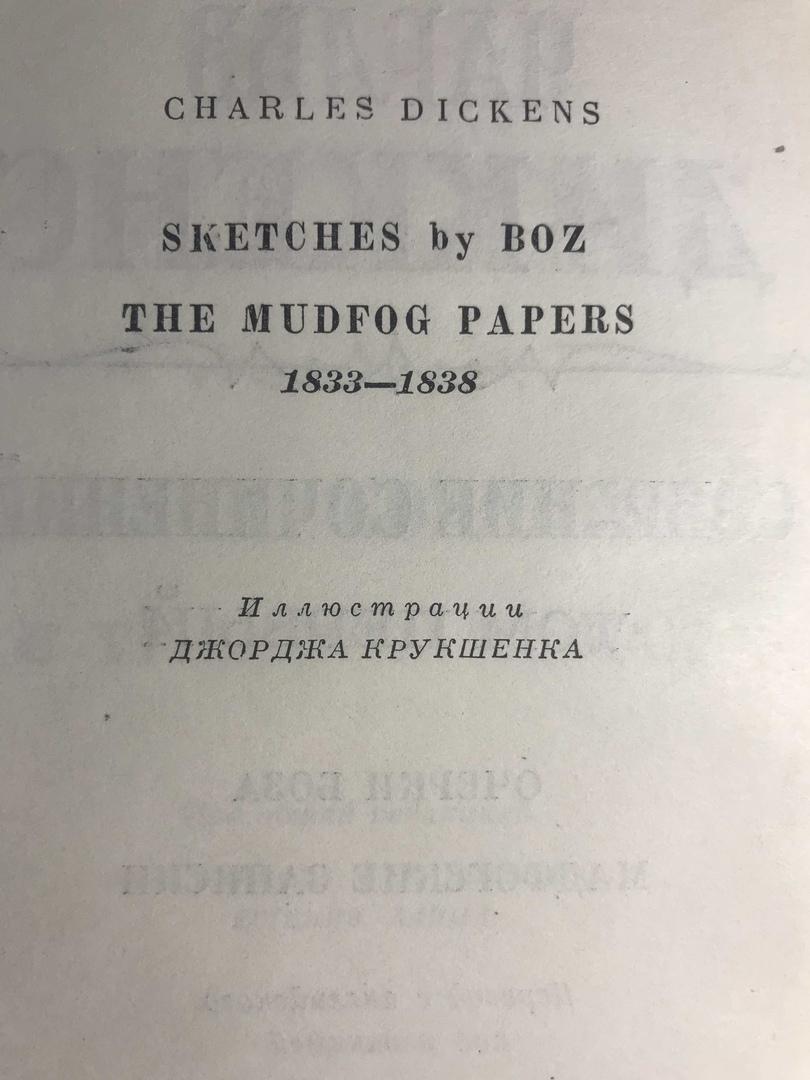 CHARLES DICKENS
SKETCHES by BOZ
THE MUDFOG PAPERS
1833—1838
Иллюстрации
ДЖОРДЖА КРУКШЕНКА